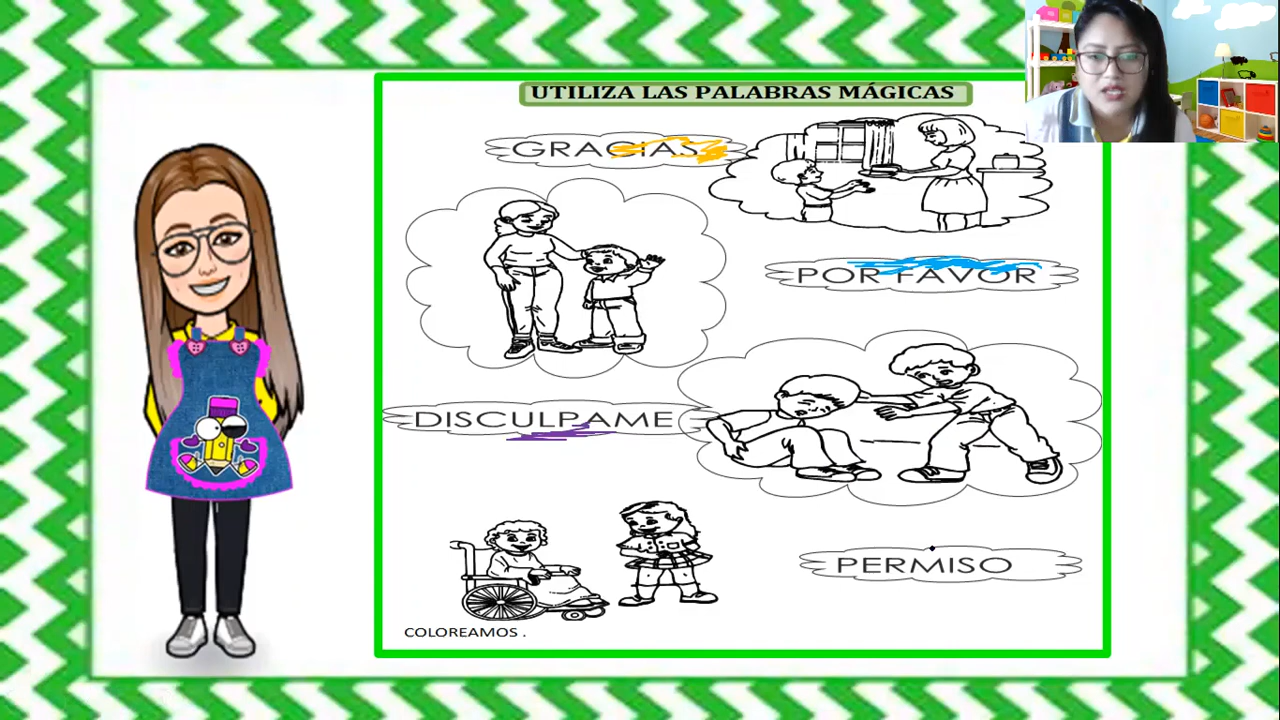 UTILIZA LAS PALABRAS MÁGICAS
GRACIAS
POR FAVOR
DISCULPAME
PERMISO
COLOREAMOS .